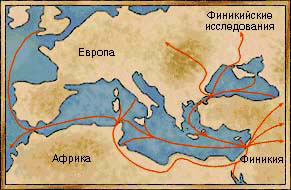 Финикийские
исследования
Европа
Африка
Финикия